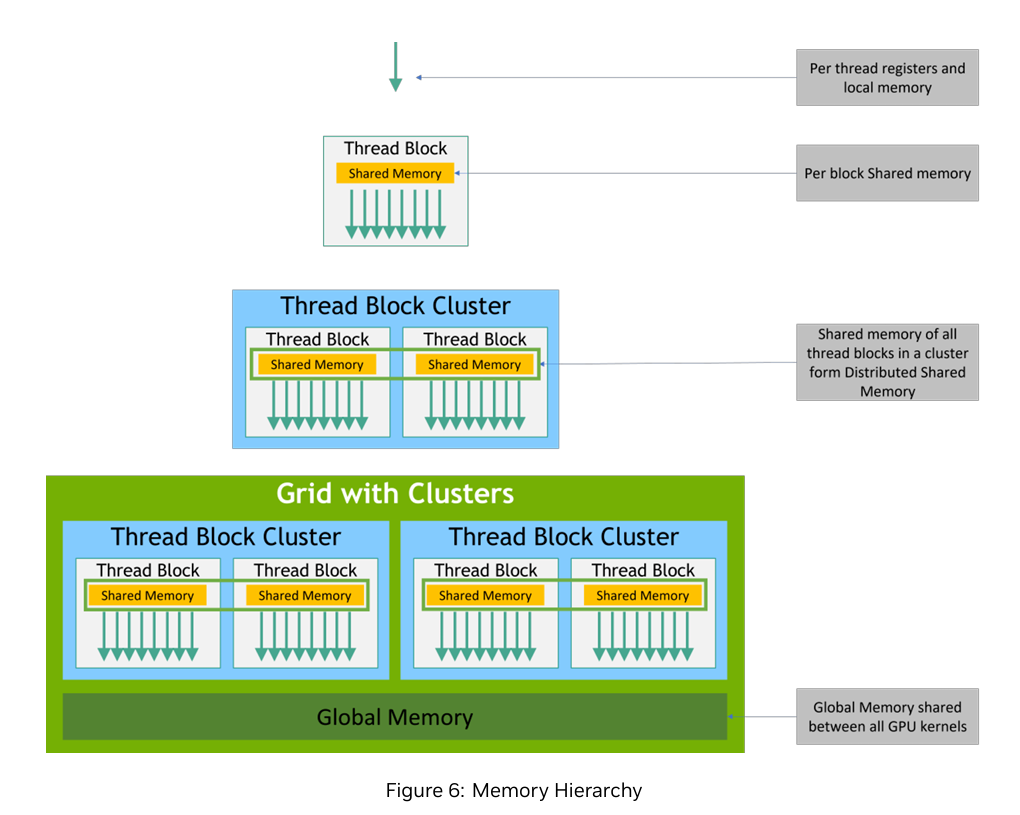 Per thread registers and
local memory
Thread Block
Shared Memory
Per block Shared memory
Thread Block Cluster
Thread Block
Thread Block
Shared Memory
Shared Memory
Shared memory of all
thread blocks in a cluster
form Distributed Shared
Memory
Grid with Clusters
Thread Block Cluster
Thread Block Cluster
Thread Block
Thread Block
Thread Block
Thread Block
Shared Memory
Shared Memory
Shared Memory
Shared Memory
Global Memory
Global Memory shared
between all GPU kernels
Figure 6: Memory Hierarchy